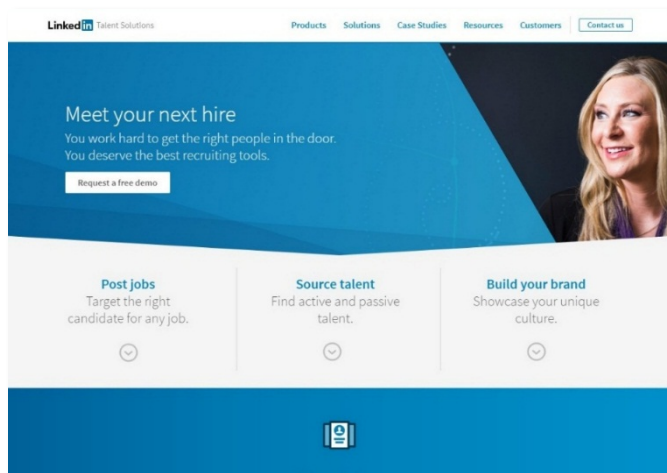 Linked in Talent Solutions
Products Solutions Case Studies Resources Customers Contact us
Meet your next hire
You work hard to get the right people in the door.
You deserve the best recruiting tools.
Request a free demo
Post jobs
Target the right
candidate for any job.
Source talent
Find active and passive
talent.
Build your brand
Showcase your unique
culture.